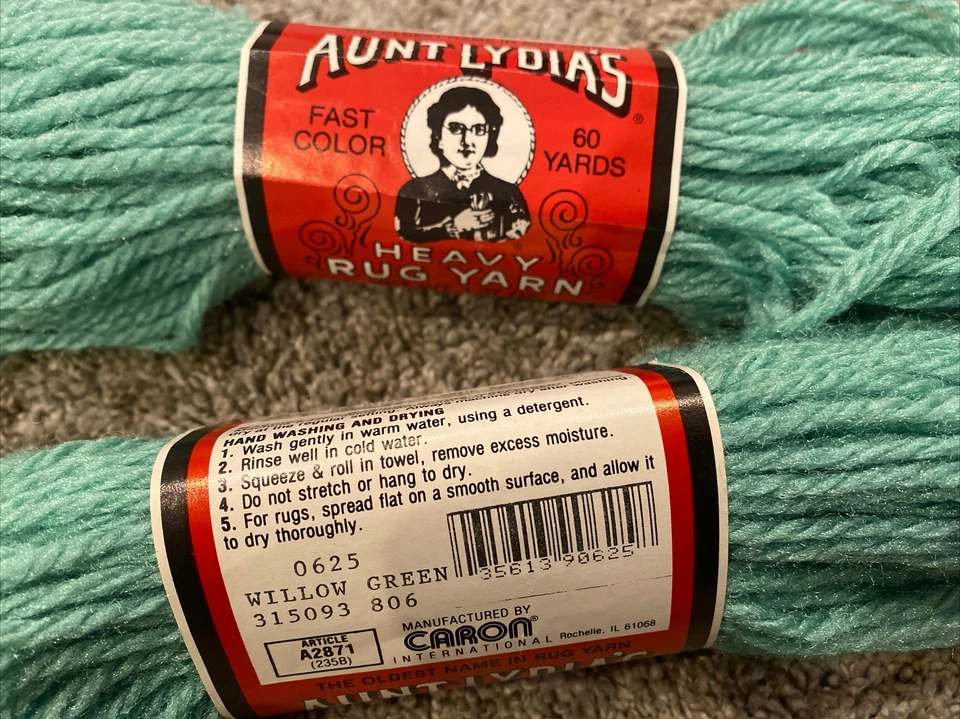 AUNT LYDIA'S®
FAST COLOR
60 YARDS
HEAVY
RUG YARN
HAND WASHING AND DRYING
1. Wash gently in warm water, using a detergent.
2. Rinse well in cold water.
3. Squeeze & roll in towel, remove excess moisture.
4. Do not stretch or hang to dry.
5. For rugs, spread flat on a smooth surface, and allow it
to dry thoroughly.
0625
WILLOW GREEN
315093 806
35613 90625
ARTICLE
A2871
(235B)
MANUFACTURED BY
CARON®
INTERNATIONAL Rochelle, IL 61068
THE OLDEST NAME IN RUG YARN
AUNT LYDIA'S